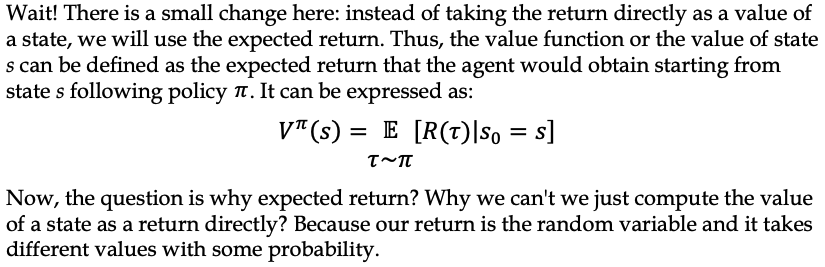 Wait! There is a small change here: instead of taking the return directly as a value of
a state, we will use the expected return. Thus, the value function or the value of state
s can be defined as the expected return that the agent would obtain starting from
state s following policy π. It can be expressed as:
V^π(s) = 𝔼 [R(τ)|s₀ = s]
τ~π
Now, the question is why expected return? Why we can't we just compute the value
of a state as a return directly? Because our return is the random variable and it takes
different values with some probability.